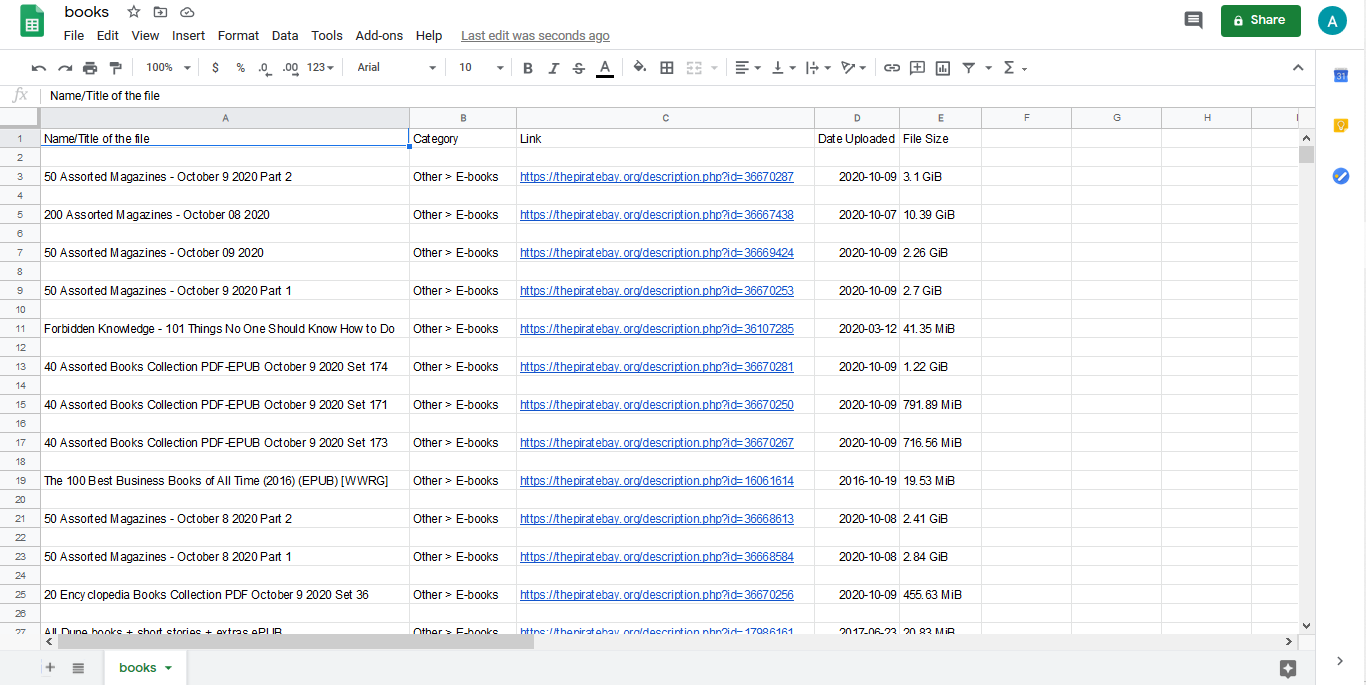 books
File Edit View Insert Format Data Tools Add-ons Help Last edit was seconds ago
Share
A
100% $ % .0 .00 123 Arial 10 B I S A
31
fx Name/Title of the file
A B C D E F G H I
1 Name/Title of the file Category Link Date Uploaded File Size
2
3 50 Assorted Magazines - October 9 2020 Part 2 Other > E-books https://thepiratebay.org/description.php?id=36670287 2020-10-09 3.1 GiB
4
5 200 Assorted Magazines - October 08 2020 Other > E-books https://thepiratebay.org/description.php?id=36667438 2020-10-07 10.39 GiB
6
7 50 Assorted Magazines - October 09 2020 Other > E-books https://thepiratebay.org/description.php?id=36669424 2020-10-09 2.26 GiB
8
9 50 Assorted Magazines - October 9 2020 Part 1 Other > E-books https://thepiratebay.org/description.php?id=36670253 2020-10-09 2.7 GiB
10
11 Forbidden Knowledge - 101 Things No One Should Know How to Do Other > E-books https://thepiratebay.org/description.php?id=36107285 2020-03-12 41.35 MiB
12
13 40 Assorted Books Collection PDF-EPUB October 9 2020 Set 174 Other > E-books https://thepiratebay.org/description.php?id=36670281 2020-10-09 1.22 GiB
14
15 40 Assorted Books Collection PDF-EPUB October 9 2020 Set 171 Other > E-books https://thepiratebay.org/description.php?id=36670250 2020-10-09 791.89 MiB
16
17 40 Assorted Books Collection PDF-EPUB October 9 2020 Set 173 Other > E-books https://thepiratebay.org/description.php?id=36670267 2020-10-09 716.56 MiB
18
19 The 100 Best Business Books of All Time (2016) (EPUB) [WWRG] Other > E-books https://thepiratebay.org/description.php?id=16061614 2016-10-19 19.53 MiB
20
21 50 Assorted Magazines - October 8 2020 Part 2 Other > E-books https://thepiratebay.org/description.php?id=36668613 2020-10-08 2.41 GiB
22
23 50 Assorted Magazines - October 8 2020 Part 1 Other > E-books https://thepiratebay.org/description.php?id=36668584 2020-10-08 2.84 GiB
24
25 20 Encyclopedia Books Collection PDF October 9 2020 Set 36 Other > E-books https://thepiratebay.org/description.php?id=36670256 2020-10-09 455.63 MiB
26
27 All Dune books + short stories + extras ePUB Other > E-books https://thepiratebay.org/description.php?id=17986161 2017-06-23 20.83 MiB
books